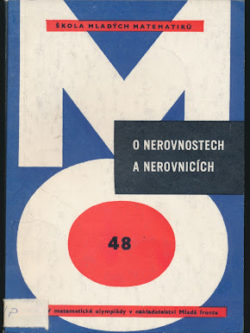 ŠKOLA MLADÝCH MATEMATIKŮ
O NEROVNOSTECH
A NEROVNICÍCH
48
matematické olympiády v nakladatelství Mladá fronta
P